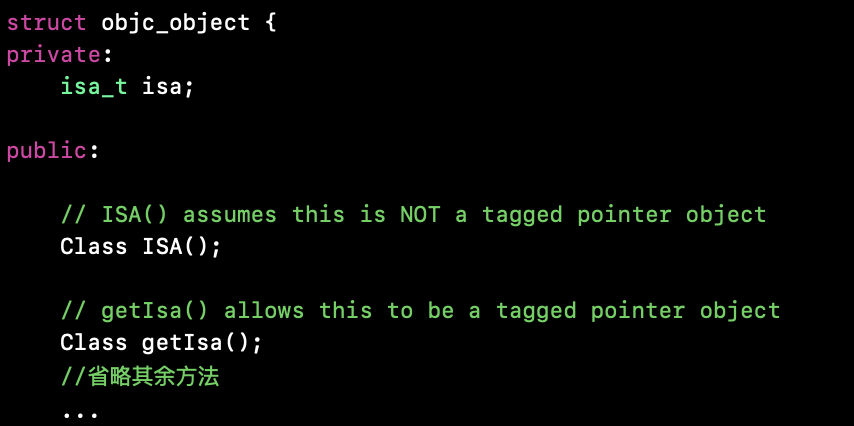 struct objc_object {
private:
    isa_t isa;

public:

    // ISA() assumes this is NOT a tagged pointer object
    Class ISA();

    // getIsa() allows this to be a tagged pointer object
    Class getIsa();
    //省略其余方法
    ...